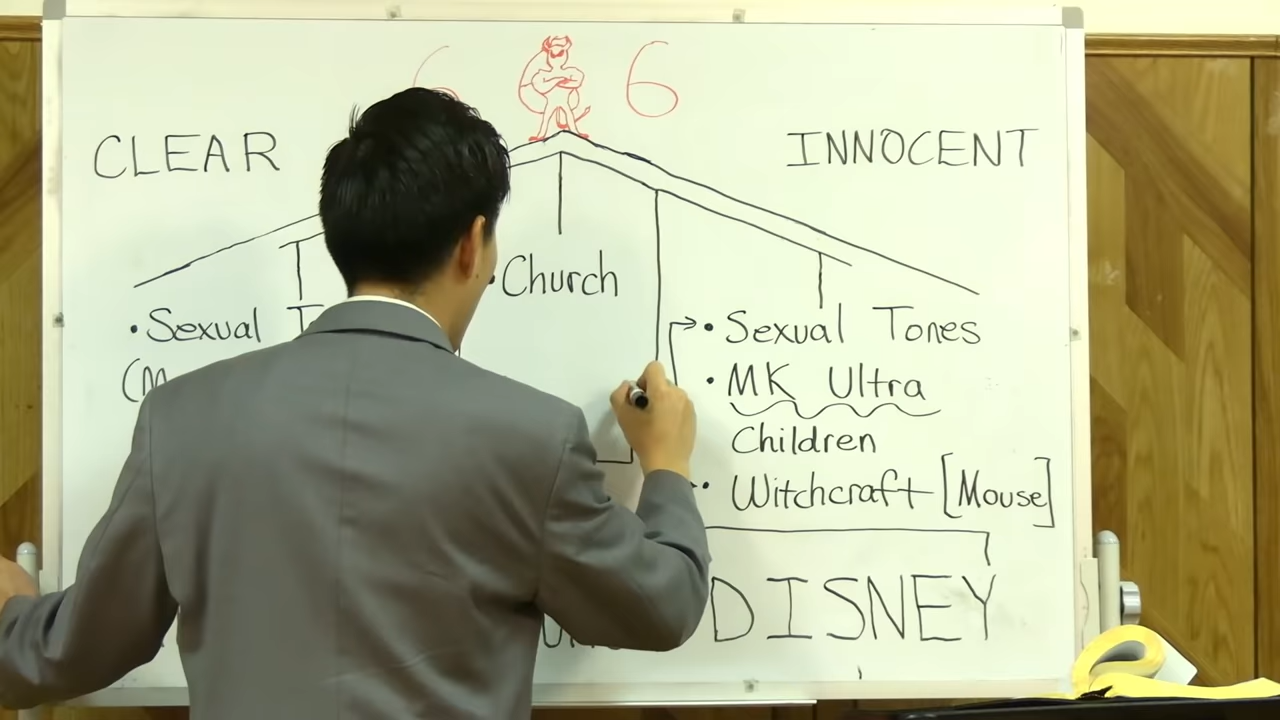 6 6
CLEAR
INNOCENT
• Church
• Sexual
• Sexual Tones
• MK Ultra
Children
• Witchcraft [Mouse]
DISNEY